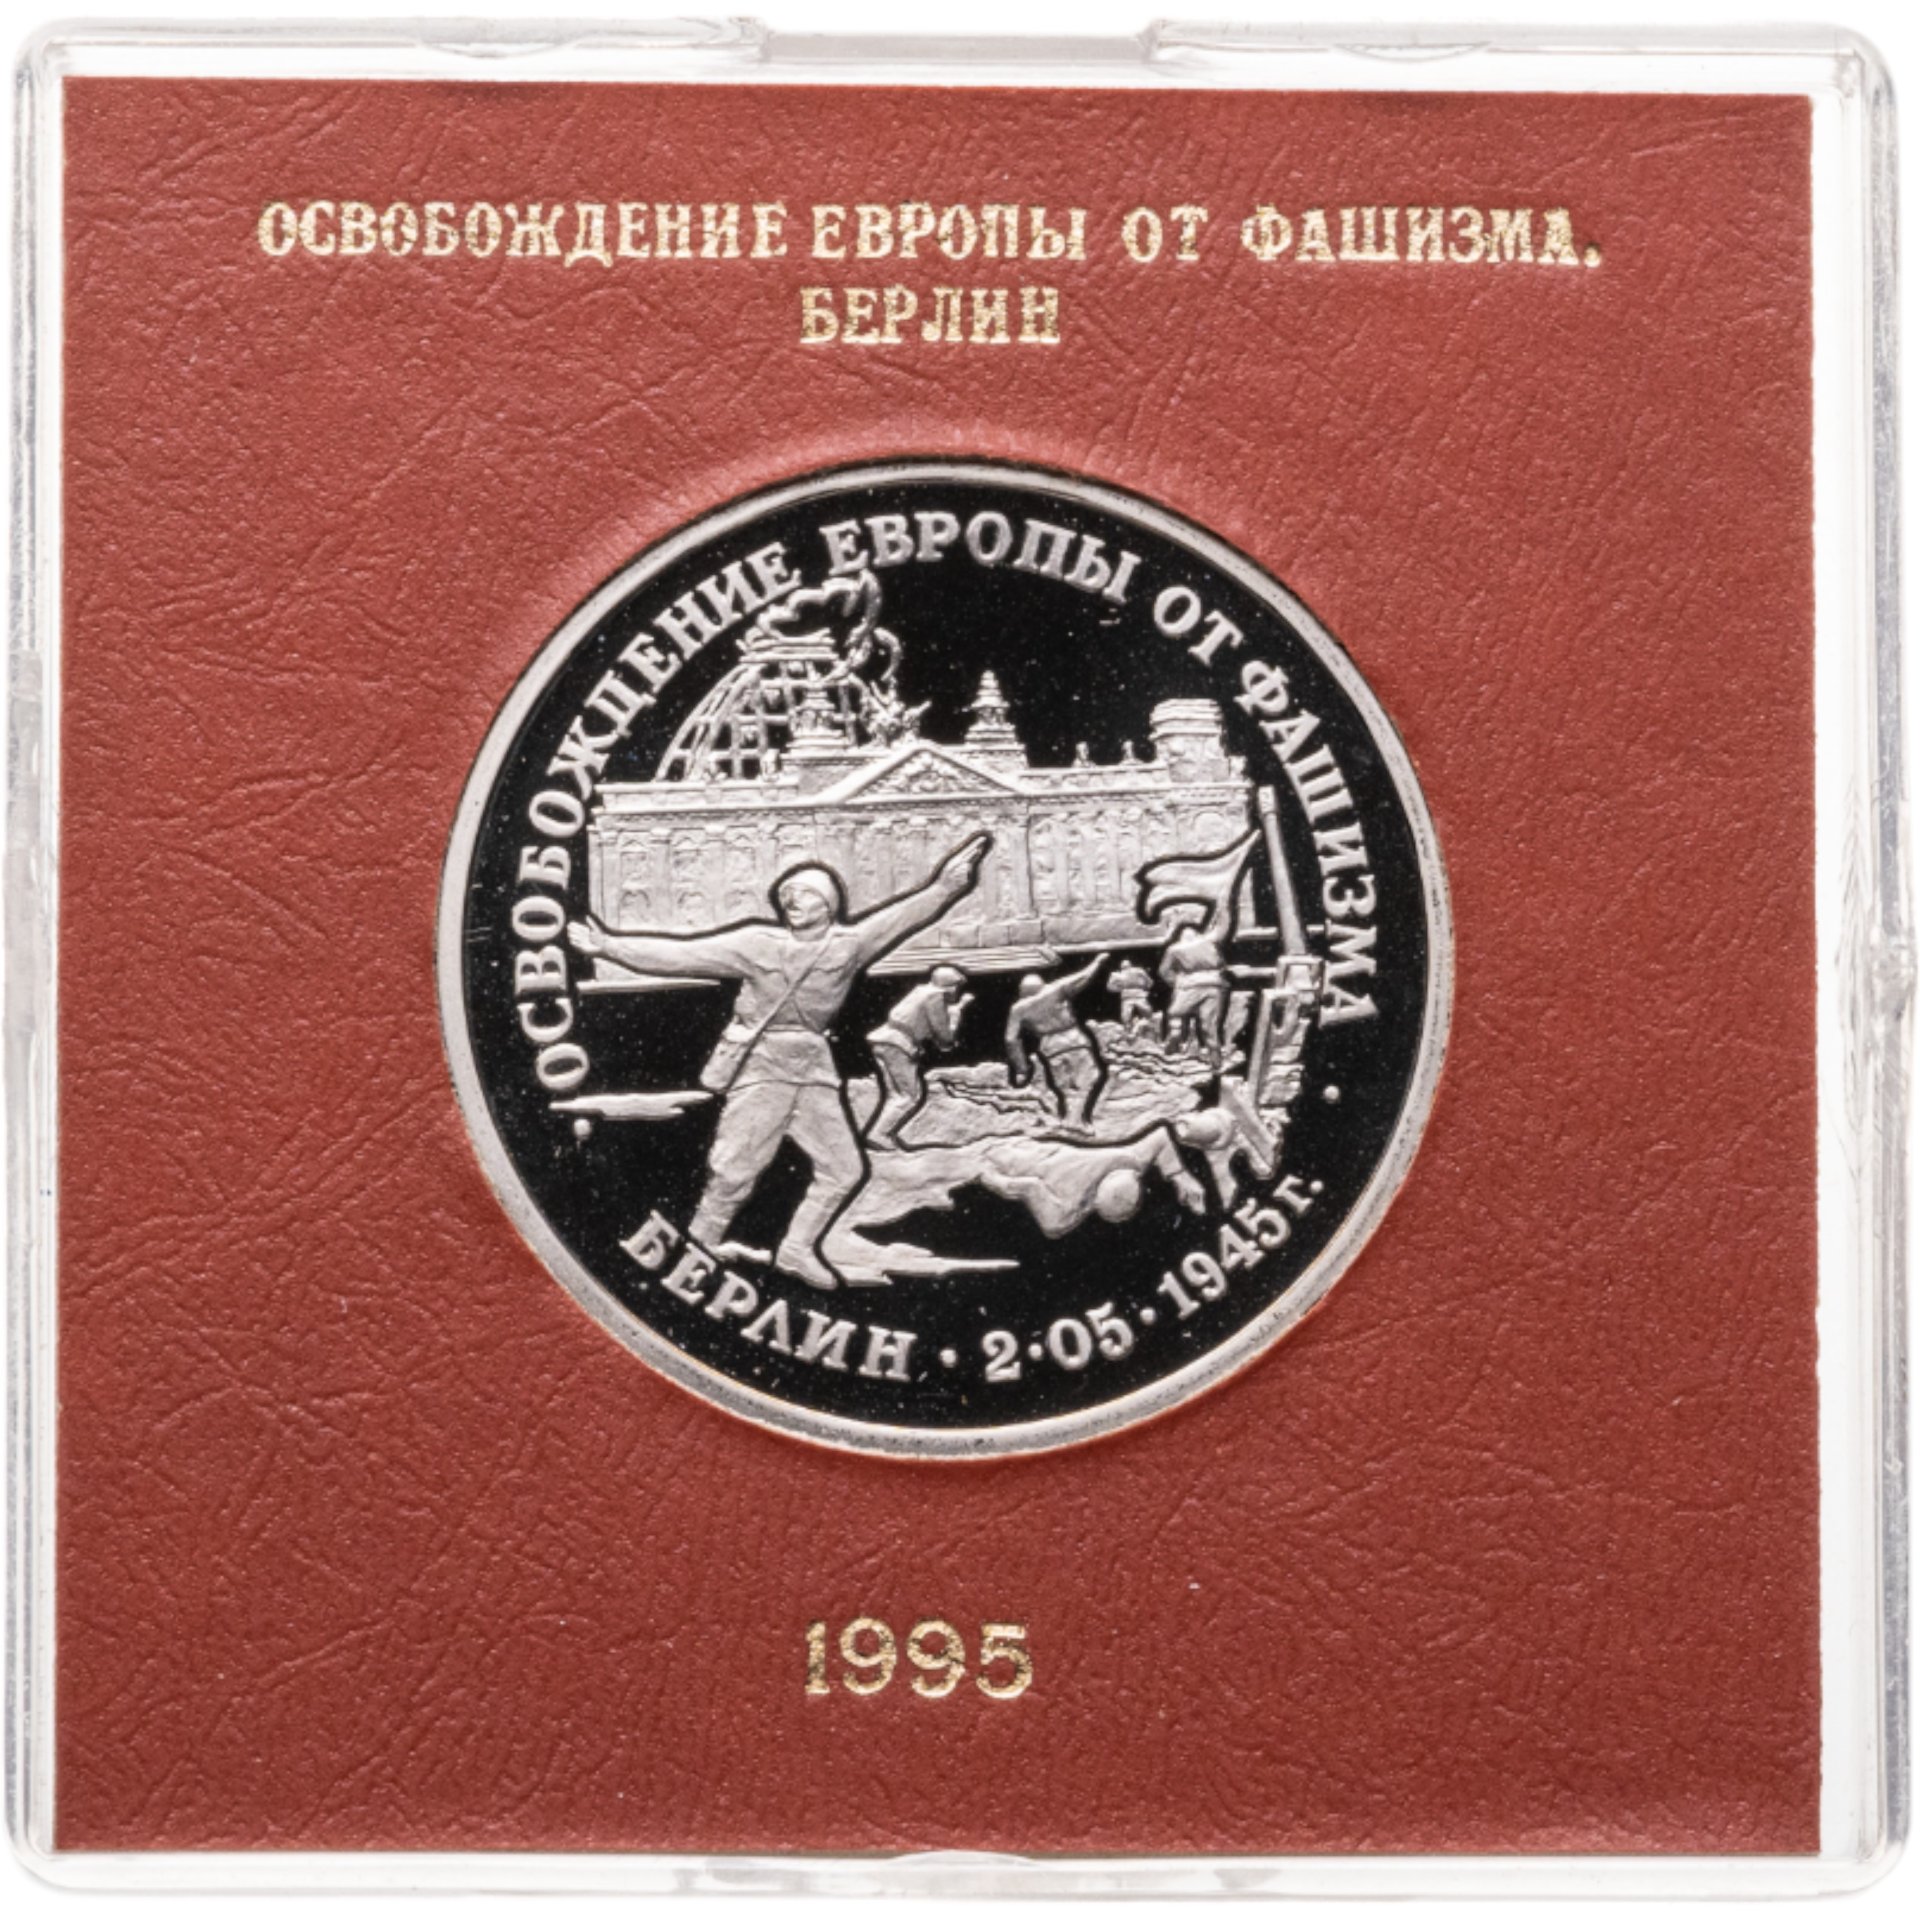 ОСВОБОЖДЕНИЕ ЕВРОПЫ ОТ ФАШИЗМА.
БЕРЛИН
· ОСВОБОЖДЕНИЕ ЕВРОПЫ ОТ ФАШИЗМА ·
БЕРЛИН · 2·05·1945 г.
1995